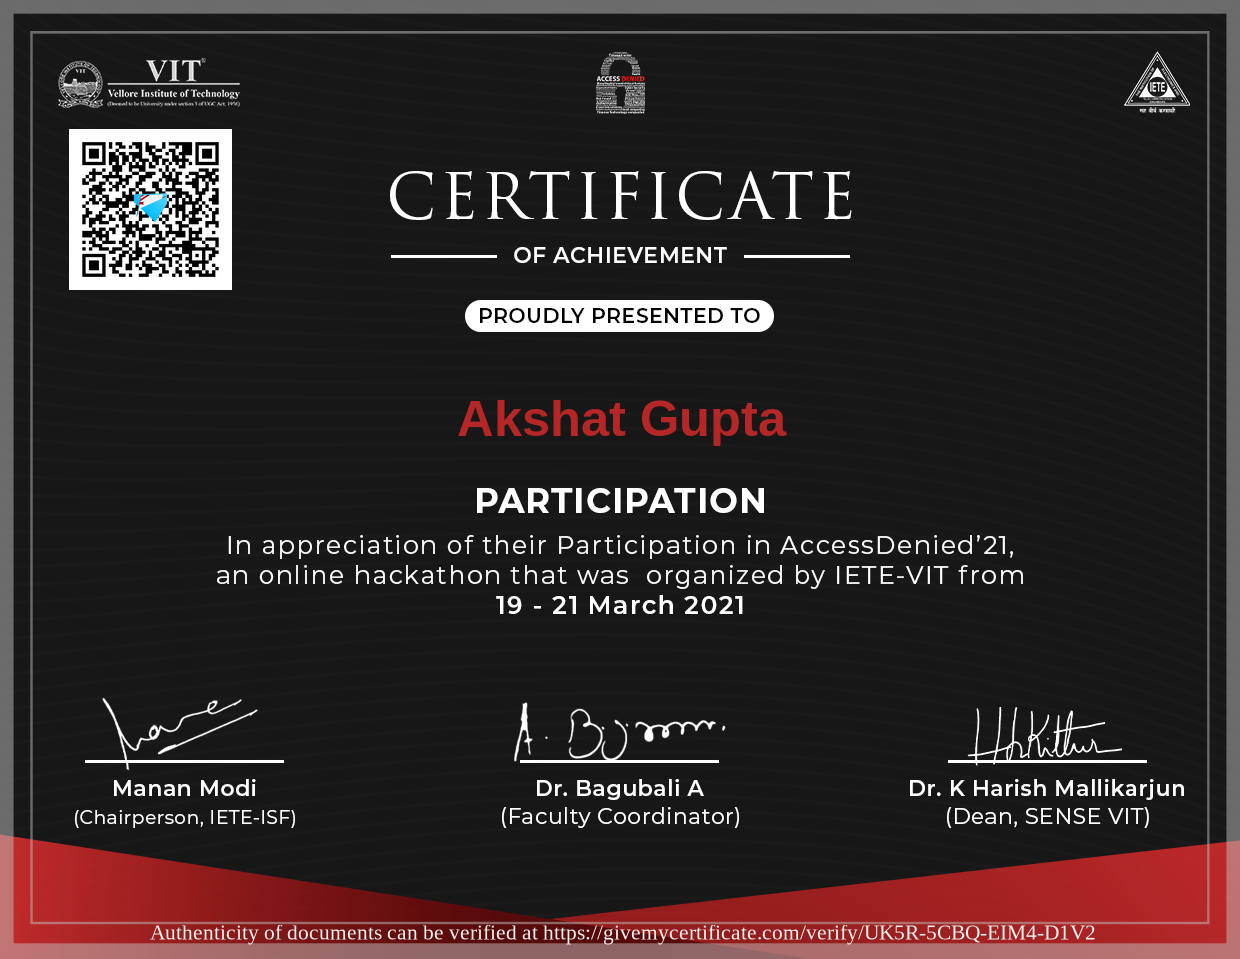 VIT
VIT
Vellore Institute of Technology
(Deemed to be University under section 3 of UGC Act, 1956)
ACCESS DENIED
IETE
CERTIFICATE
OF ACHIEVEMENT
PROUDLY PRESENTED TO
Akshat Gupta
PARTICIPATION
In appreciation of their Participation in AccessDenied’21,
an online hackathon that was organized by IETE-VIT from
19 - 21 March 2021
Manan Modi
(Chairperson, IETE-ISF)
Dr. Bagubali A
(Faculty Coordinator)
Dr. K Harish Mallikarjun
(Dean, SENSE VIT)
Authenticity of documents can be verified at https://givemycertificate.com/verify/UK5R-5CBQ-EIM4-D1V2